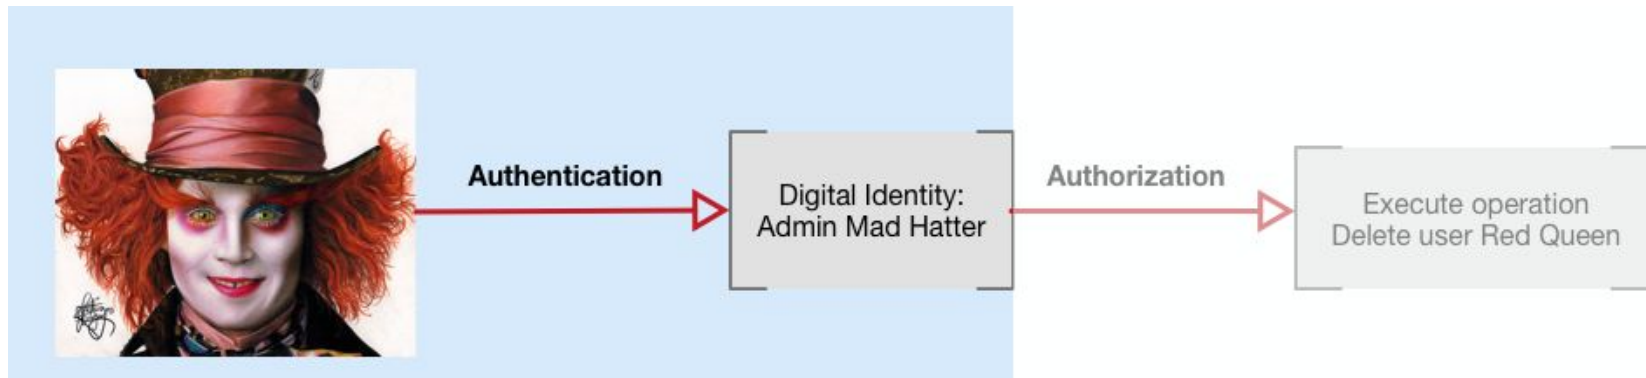 Authentication
Digital Identity:
Admin Mad Hatter
Authorization
Execute operation
Delete user Red Queen